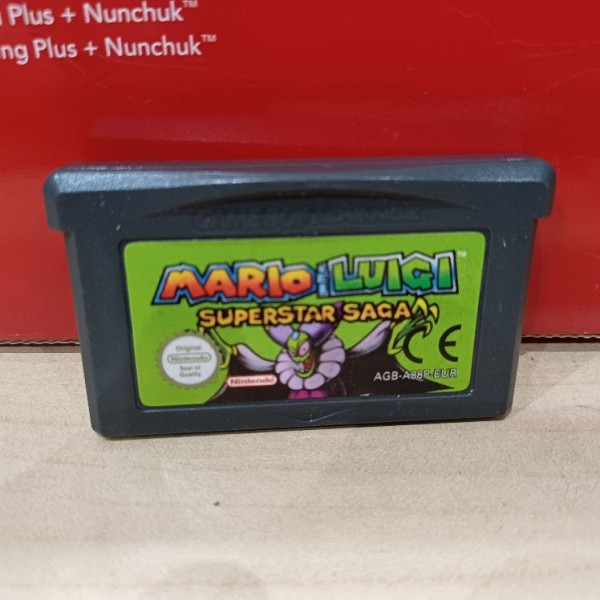 Plus + Nunchuk™
ng Plus + Nunchuk™
GAME BOY ADVANCE
MARIO & LUIGI™
SUPERSTAR SAGA
Original
Nintendo
Seal of
Quality
Nintendo
CE
AGB-A88P-EUR